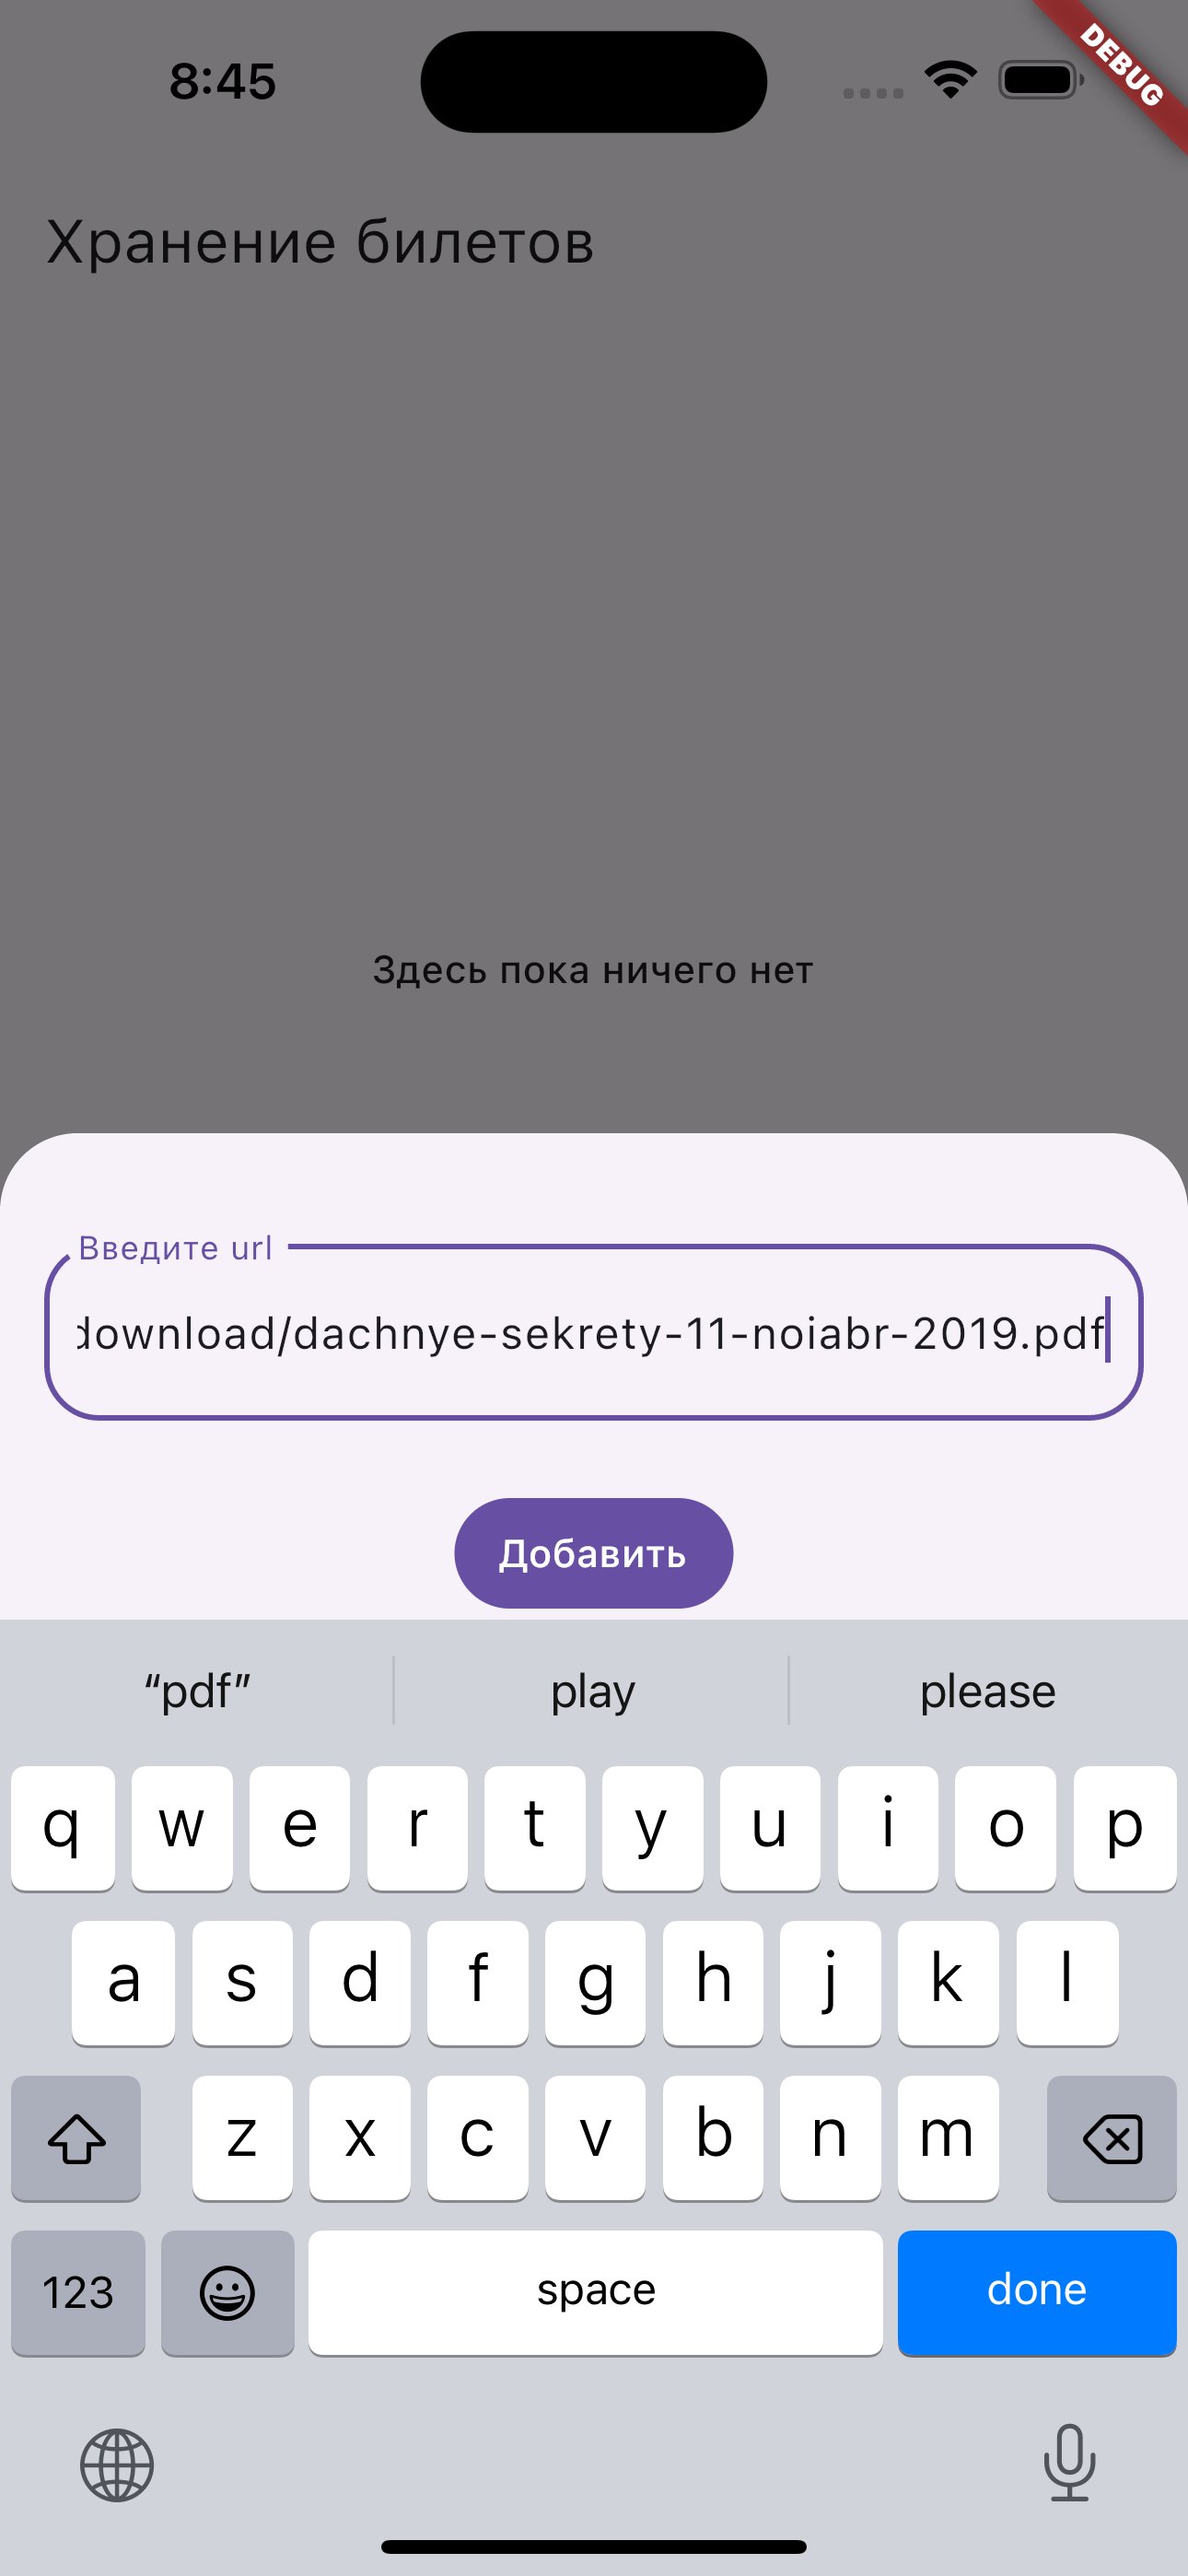 8:45
DEBUG
Хранение билетов
Здесь пока ничего нет
Введите url
download/dachnye-sekrety-11-noiabr-2019.pdf
Добавить
“pdf” play please
q w e r t y u i o p
a s d f g h j k l
z x c v b n m
123 space done